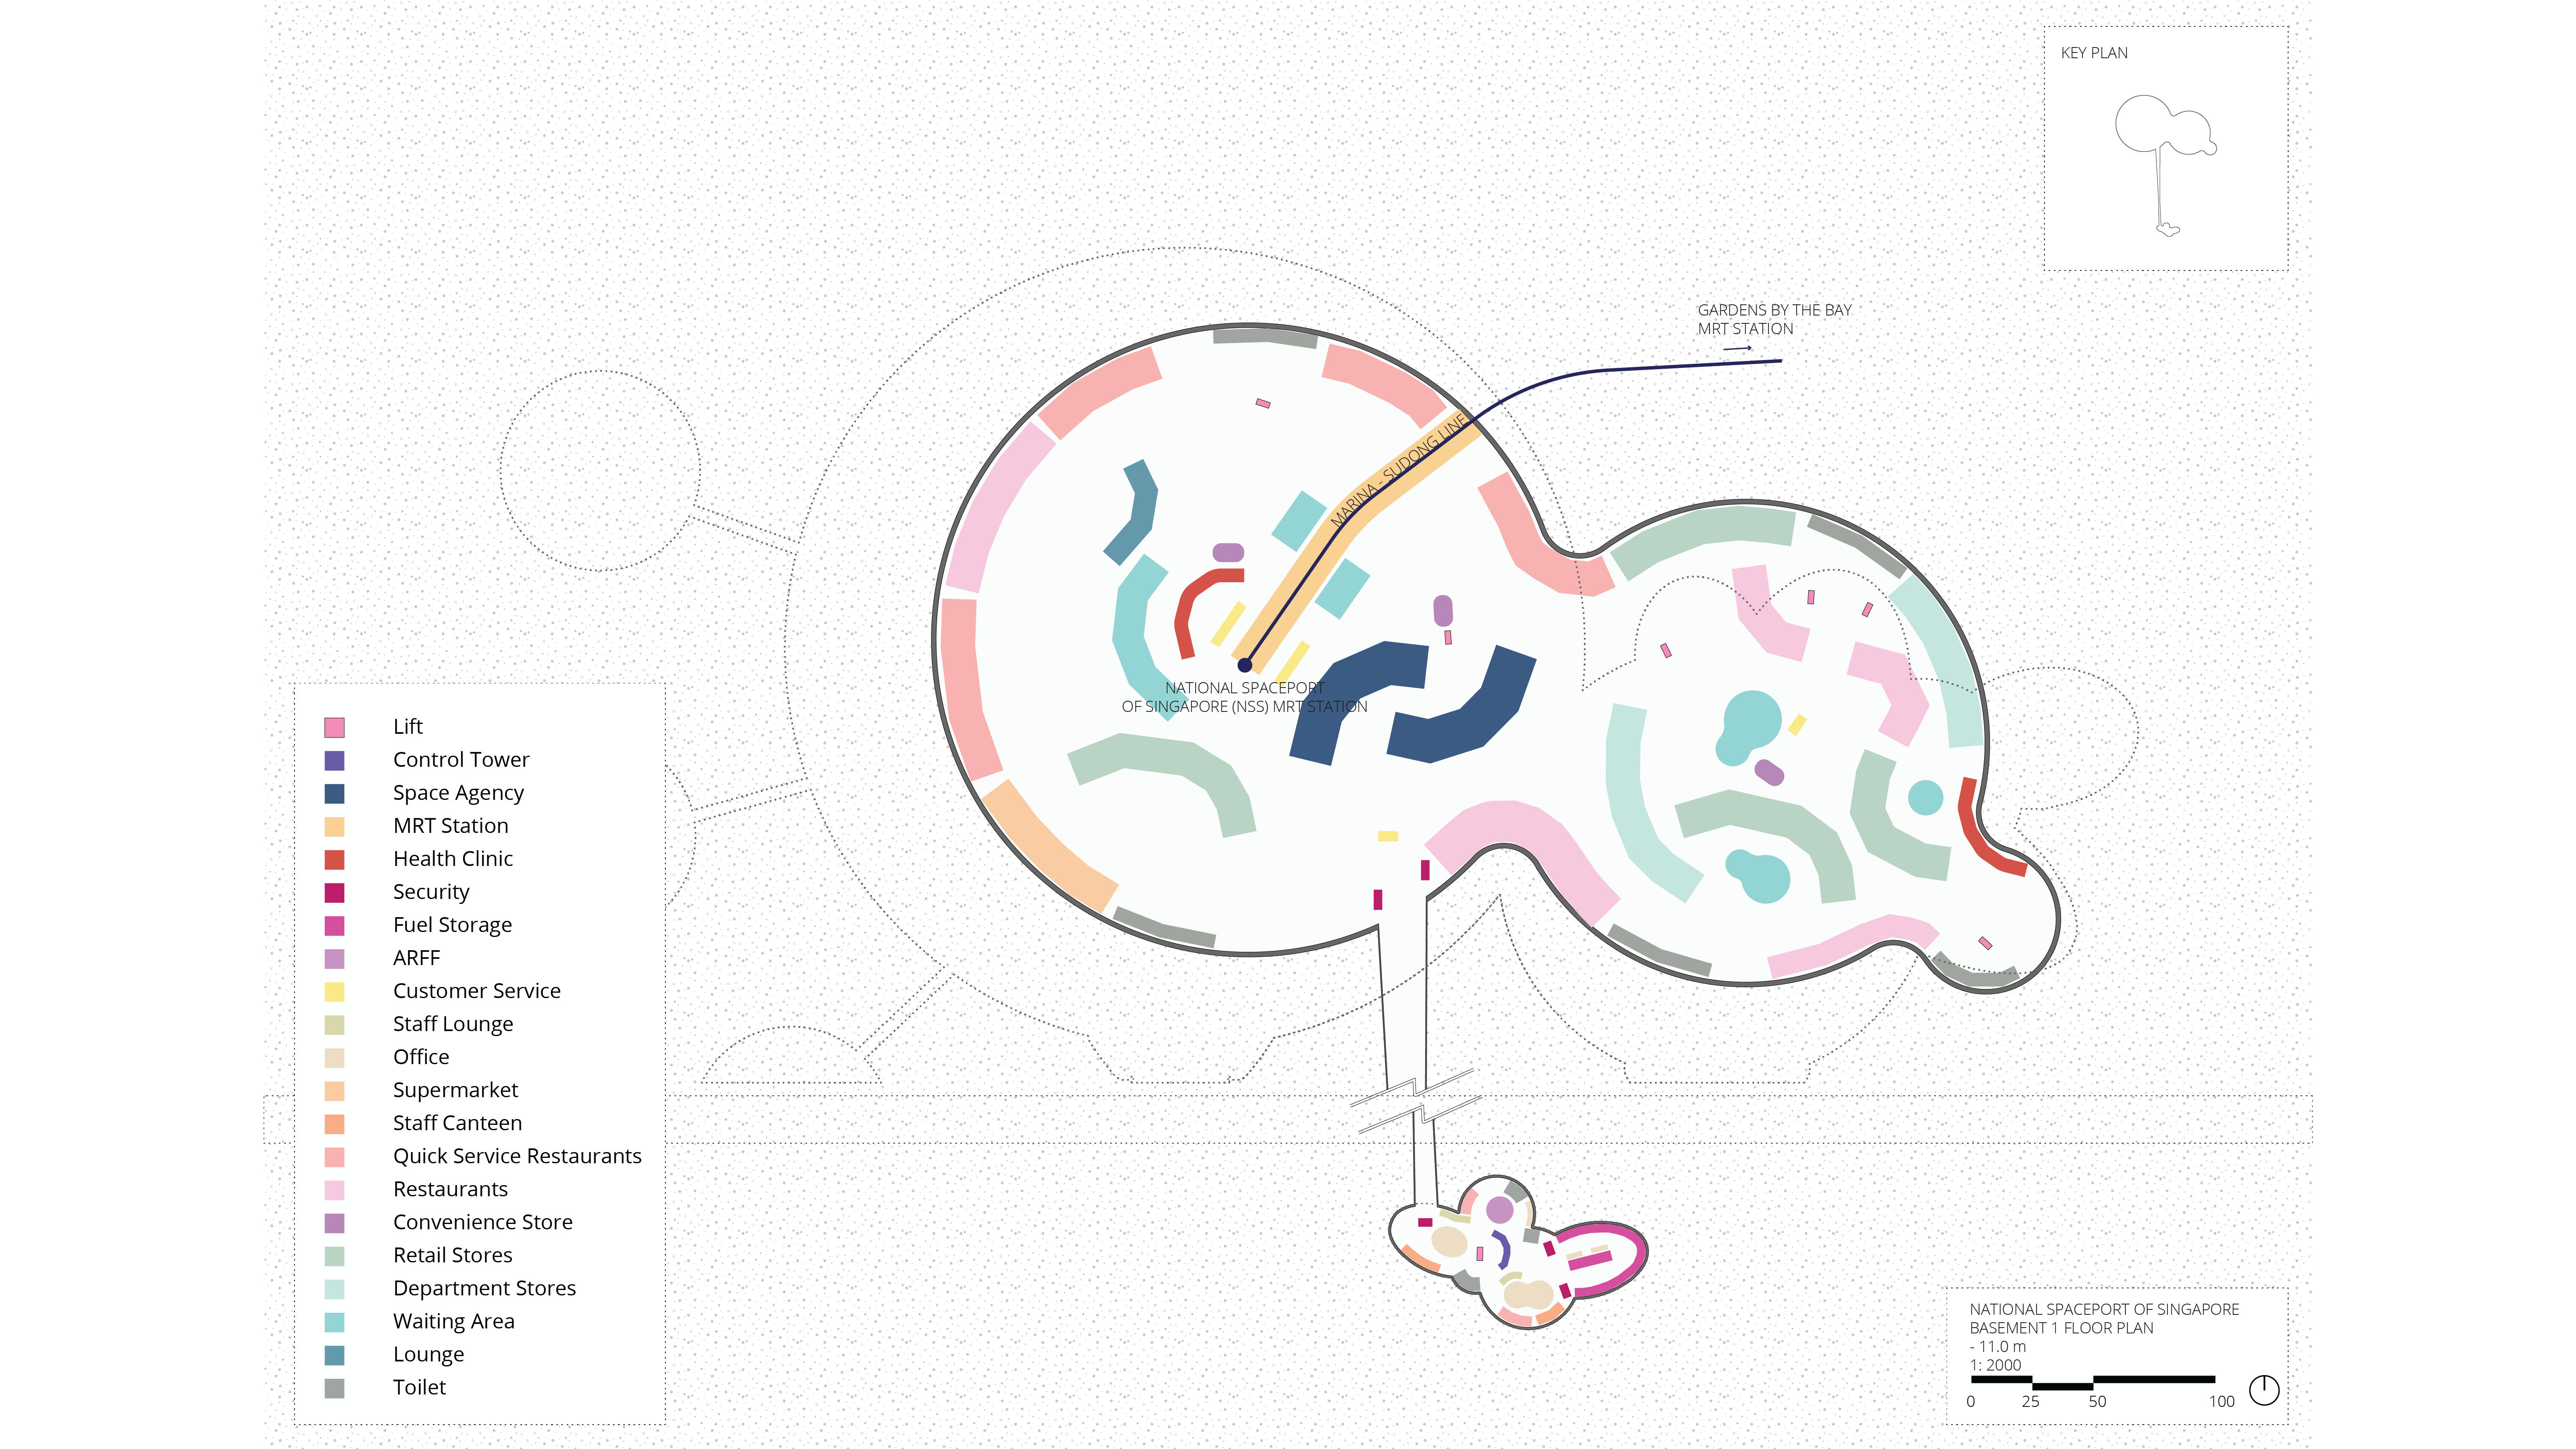 KEY PLAN
GARDENS BY THE BAY
MRT STATION
MARINA - SUDONG LINE
NATIONAL SPACEPORT
OF SINGAPORE (NSS) MRT STATION
Lift
Control Tower
Space Agency
MRT Station
Health Clinic
Security
Fuel Storage
ARFF
Customer Service
Staff Lounge
Office
Supermarket
Staff Canteen
Quick Service Restaurants
Restaurants
Convenience Store
Retail Stores
Department Stores
Waiting Area
Lounge
Toilet
NATIONAL SPACEPORT OF SINGAPORE
BASEMENT 1 FLOOR PLAN
- 11.0 m
1: 2000
0 25 50 100